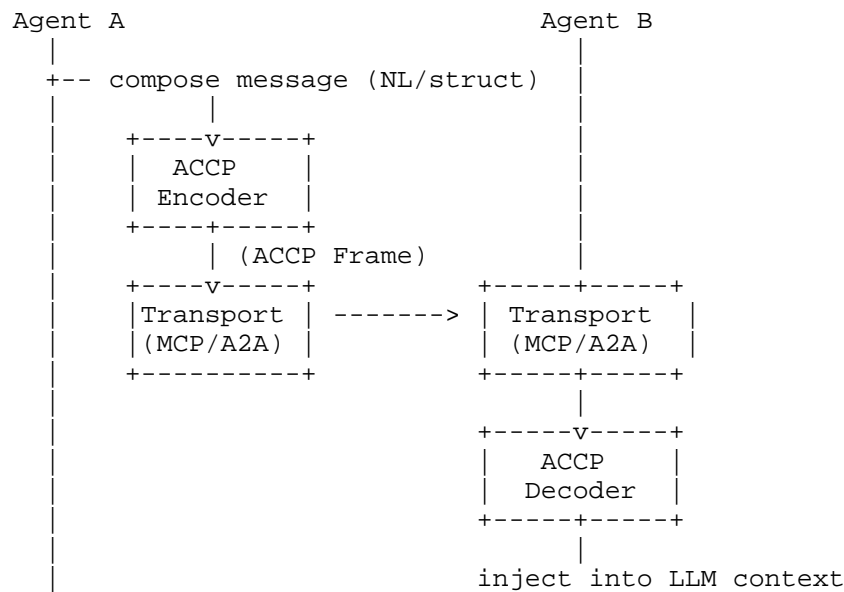 Agent A Agent B
compose message (NL/struct)
ACCP
Encoder
(ACCP Frame)
Transport Transport
(MCP/A2A) (MCP/A2A)
ACCP
Decoder
inject into LLM context